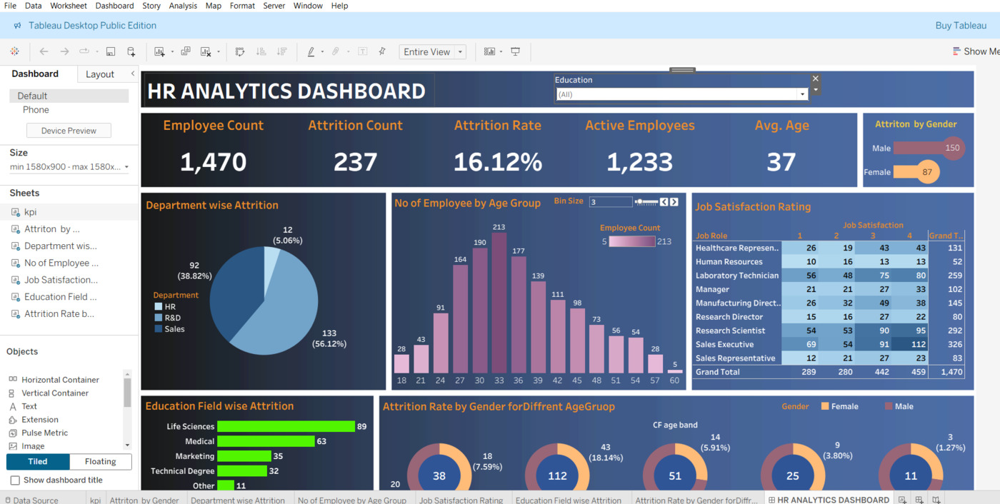 File Data Worksheet Dashboard Story Analysis Map Format Server Window Help
Tableau Desktop Public Edition
Buy Tableau
Entire View
Show Me
Dashboard Layout
Default
Phone
Device Preview
Size
min 1580x900 - max 1580x...
Sheets
kpi
Attriton by ...
Department wis...
No of Employee ...
Job Satisfaction...
Education Field ...
Attrition Rate b...
Objects
Horizontal Container
Vertical Container
Text
Extension
Pulse Metric
Image
Tiled Floating
Show dashboard title
HR ANALYTICS DASHBOARD
Education
(All)
Employee Count Attrition Count Attrition Rate Active Employees Avg. Age
1,470 237 16.12% 1,233 37
Attriton by Gender
Male 150
Female 87
Department wise Attrition
12
(5.06%)
92
(38.82%)
Department
HR
R&D
Sales
133
(56.12%)
No of Employee by Age Group
Bin Size 3
Employee Count
5 213
28 43 91 164 190 213 177 139 111 98 73 56 54 28 5
18 21 24 27 30 33 36 39 42 45 48 51 54 57 60
Job Satisfaction Rating
Job Satisfaction
Job Role 1 2 3 4 Grand T..
Healthcare Represen.. 26 19 43 43 131
Human Resources 10 16 13 13 52
Laboratory Technician 56 48 75 80 259
Manager 21 21 27 33 102
Manufacturing Direct.. 26 32 49 38 145
Research Director 15 16 27 22 80
Research Scientist 54 53 90 95 292
Sales Executive 69 54 91 112 326
Sales Representative 12 21 27 23 83
Grand Total 289 280 442 459 1,470
Education Field wise Attrition
Life Sciences 89
Medical 63
Marketing 35
Technical Degree 32
Other 11
Attrition Rate by Gender forDiffrent AgeGruop
Gender Female Male
CF age band
18
(7.59%)
20
38
43
(18.14%)
112
14
(5.91%)
51
9
(3.80%)
25
3
(1.27%)
11
Data Source kpi Attriton by Gender Department wise Attrition No of Employee by Age Group Job Satisfaction Rating Education Field wise Attrition Attrition Rate by Gender forDiffr... HR ANALYTICS DASHBOARD